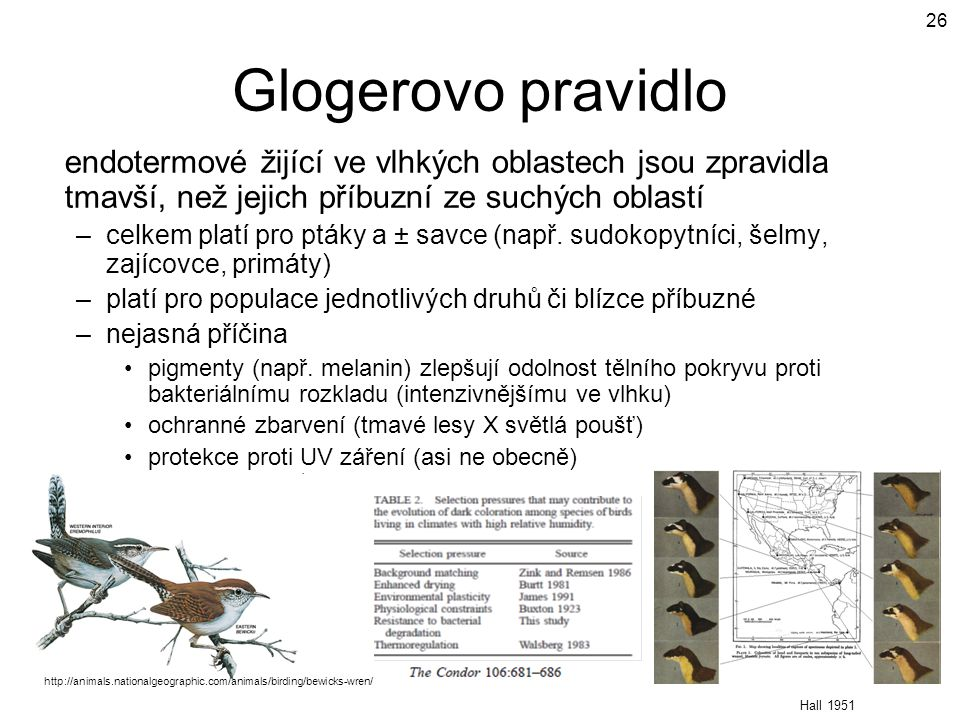 26
Glogerovo pravidlo
endotermové žijící ve vlhkých oblastech jsou zpravidla
tmavší, než jejich příbuzní ze suchých oblastí
– celkem platí pro ptáky a ± savce (např. sudokopytníci, šelmy,
zajícovce, primáty)
– platí pro populace jednotlivých druhů či blízce příbuzné
– nejasná příčina
• pigmenty (např. melanin) zlepšují odolnost tělního pokryvu proti
bakteriálnímu rozkladu (intenzivnějšímu ve vlhku)
• ochranné zbarvení (tmavé lesy X světlá poušť)
• protekce proti UV záření (asi ne obecně)
WESTERN INTERIOR
EREMOPHILUS
EASTERN
BEWICKII
TABLE 2. Selection pressures that may contribute to
the evolution of dark coloration among species of birds
living in climates with high relative humidity.
Selection pressure Source
Background matching Zink and Remsen 1986
Enhanced drying Burtt 1981
Environmental plasticity James 1991
Physiological constraints Buxton 1923
Resistance to bacterial This study
degradation
Thermoregulation Walsberg 1983
The Condor 106:681–686
http://animals.nationalgeographic.com/animals/birding/bewicks-wren/
Hall 1951